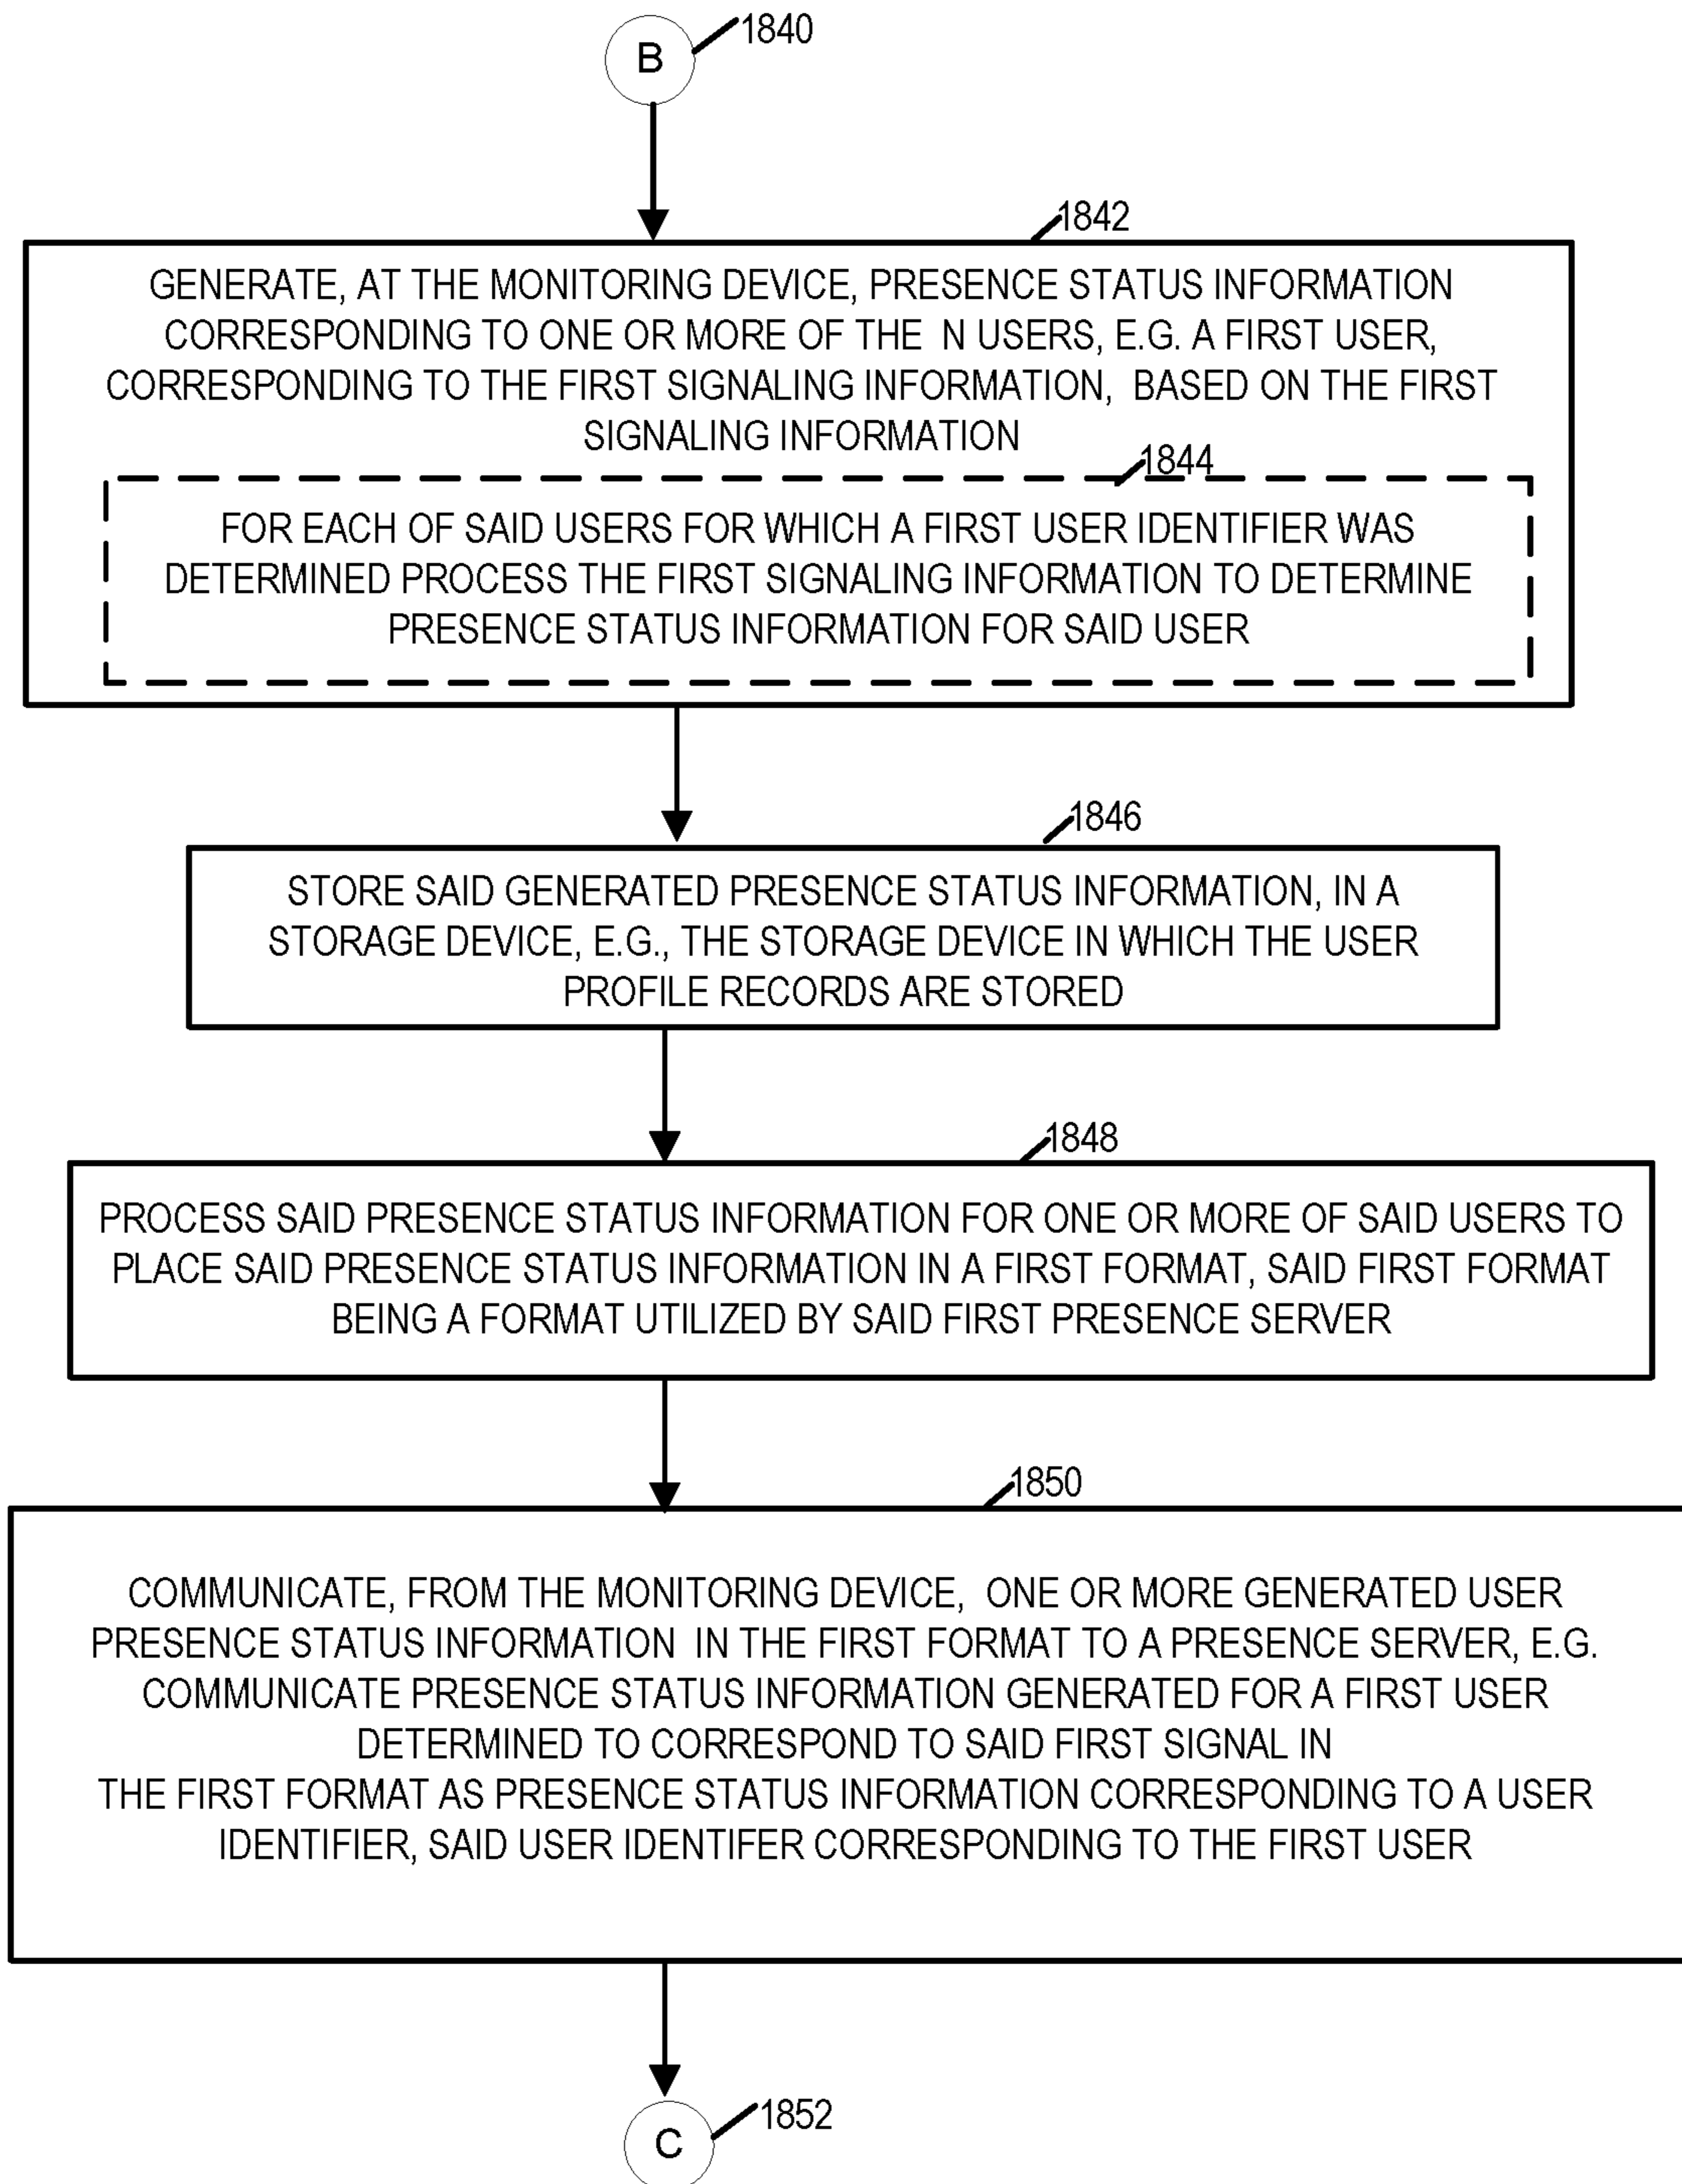 B
1840
1842
GENERATE, AT THE MONITORING DEVICE, PRESENCE STATUS INFORMATION
CORRESPONDING TO ONE OR MORE OF THE N USERS, E.G. A FIRST USER,
CORRESPONDING TO THE FIRST SIGNALING INFORMATION, BASED ON THE FIRST
SIGNALING INFORMATION
1844
FOR EACH OF SAID USERS FOR WHICH A FIRST USER IDENTIFIER WAS
DETERMINED PROCESS THE FIRST SIGNALING INFORMATION TO DETERMINE
PRESENCE STATUS INFORMATION FOR SAID USER
1846
STORE SAID GENERATED PRESENCE STATUS INFORMATION, IN A
STORAGE DEVICE, E.G., THE STORAGE DEVICE IN WHICH THE USER
PROFILE RECORDS ARE STORED
1848
PROCESS SAID PRESENCE STATUS INFORMATION FOR ONE OR MORE OF SAID USERS TO
PLACE SAID PRESENCE STATUS INFORMATION IN A FIRST FORMAT, SAID FIRST FORMAT
BEING A FORMAT UTILIZED BY SAID FIRST PRESENCE SERVER
1850
COMMUNICATE, FROM THE MONITORING DEVICE, ONE OR MORE GENERATED USER
PRESENCE STATUS INFORMATION IN THE FIRST FORMAT TO A PRESENCE SERVER, E.G.
COMMUNICATE PRESENCE STATUS INFORMATION GENERATED FOR A FIRST USER
DETERMINED TO CORRESPOND TO SAID FIRST SIGNAL IN
THE FIRST FORMAT AS PRESENCE STATUS INFORMATION CORRESPONDING TO A USER
IDENTIFIER, SAID USER IDENTIFER CORRESPONDING TO THE FIRST USER
1852
C